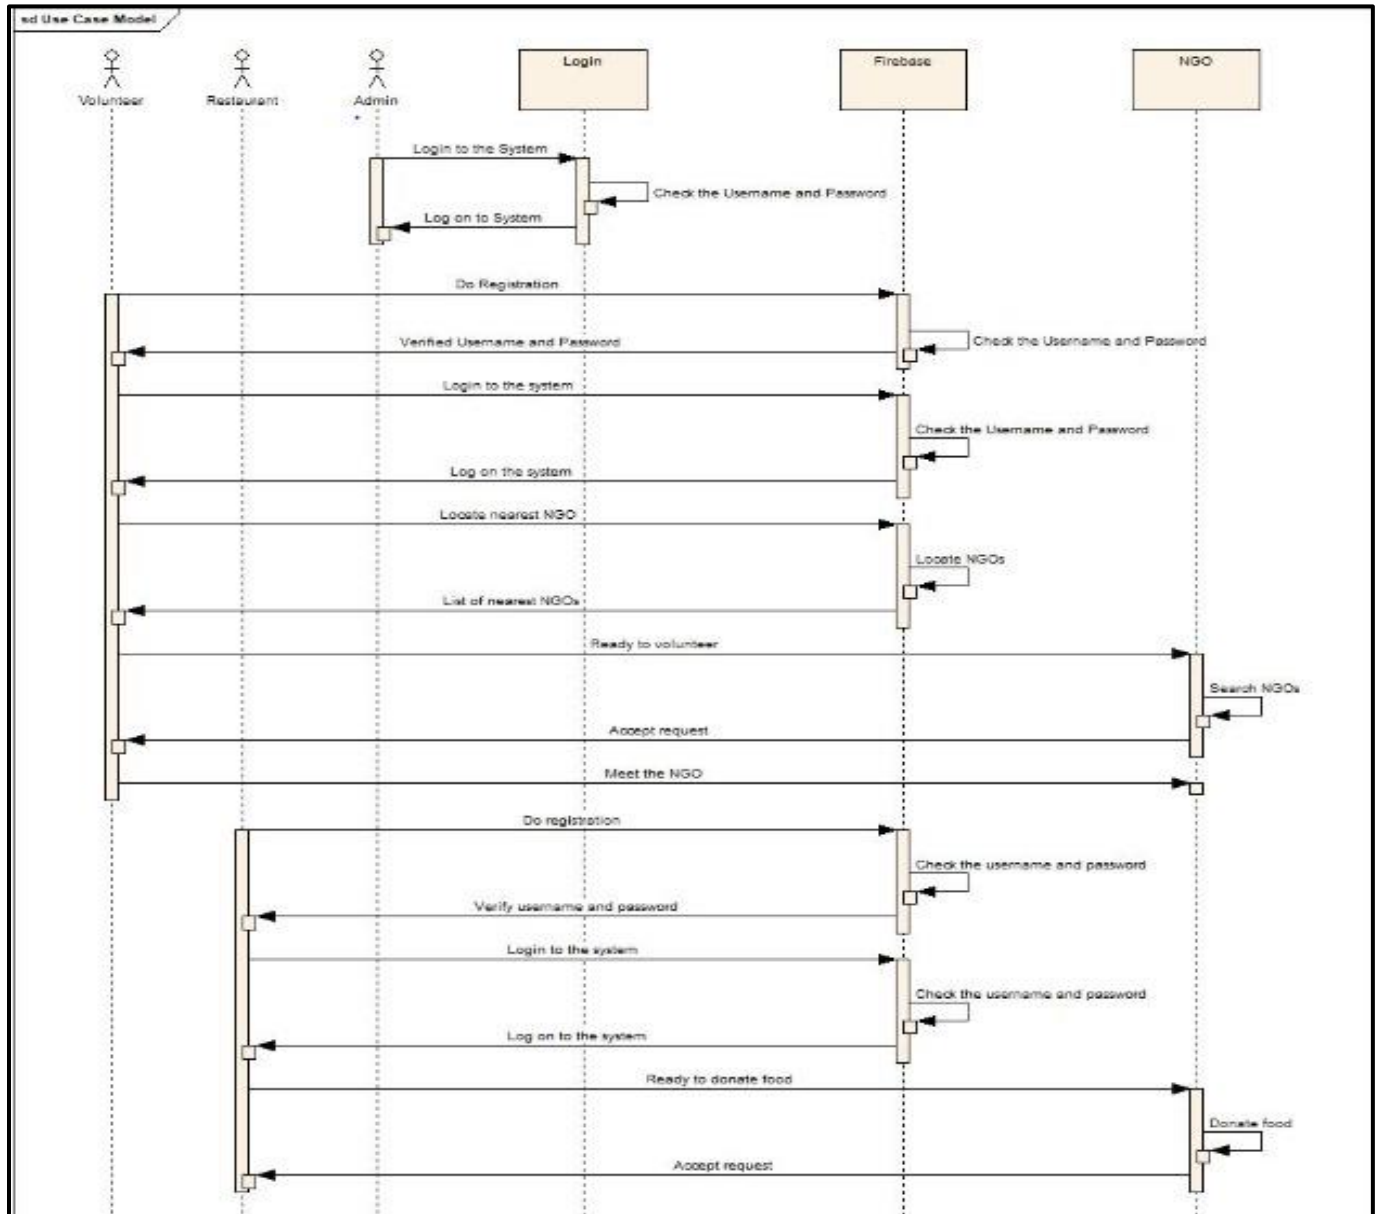 sd Use Case Model
Volunteer
Restaurant
Admin
Login
Firebase
NGO
Login to the System
Check the Username and Password
Log on to System
Do Registration
Check the Username and Password
Verified Username and Password
Login to the system
Check the Username and Password
Log on the system
Locate nearest NGO
Locate NGOs
List of nearest NGOs
Ready to volunteer
Search NGOs
Accept request
Meet the NGO
Do registration
Check the username and password
Verify username and password
Login to the system
Check the username and password
Log on to the system
Ready to donate food
Donate food
Accept request